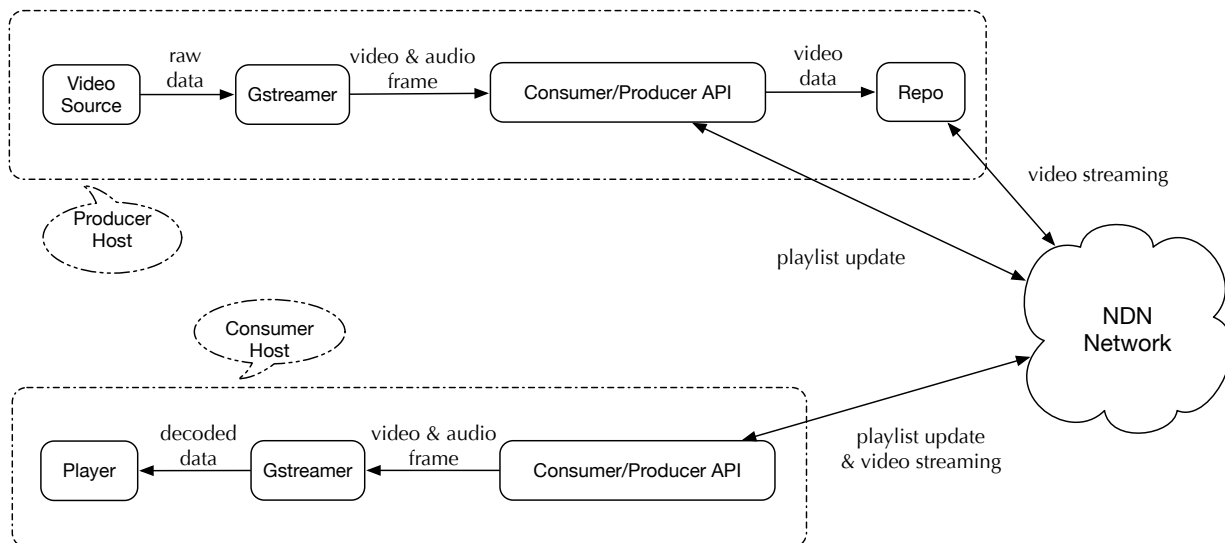 raw
data
video & audio
frame
video
data
Video
Source
Gstreamer
Consumer/Producer API
Repo
video streaming
Producer
Host
playlist update
NDN
Network
Consumer
Host
decoded
data
video & audio
frame
playlist update
& video streaming
Player
Gstreamer
Consumer/Producer API